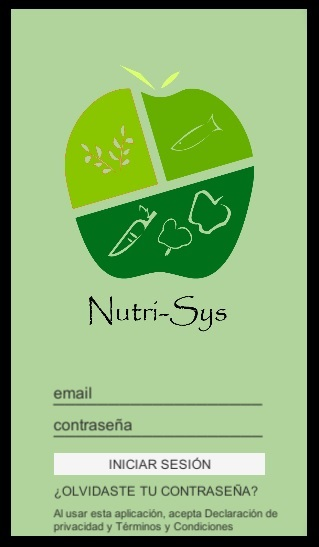 Nutri-Sys
email
contraseña
INICIAR SESIÓN
¿OLVIDASTE TU CONTRASEÑA?
Al usar esta aplicación, acepta Declaración de
privacidad y Términos y Condiciones